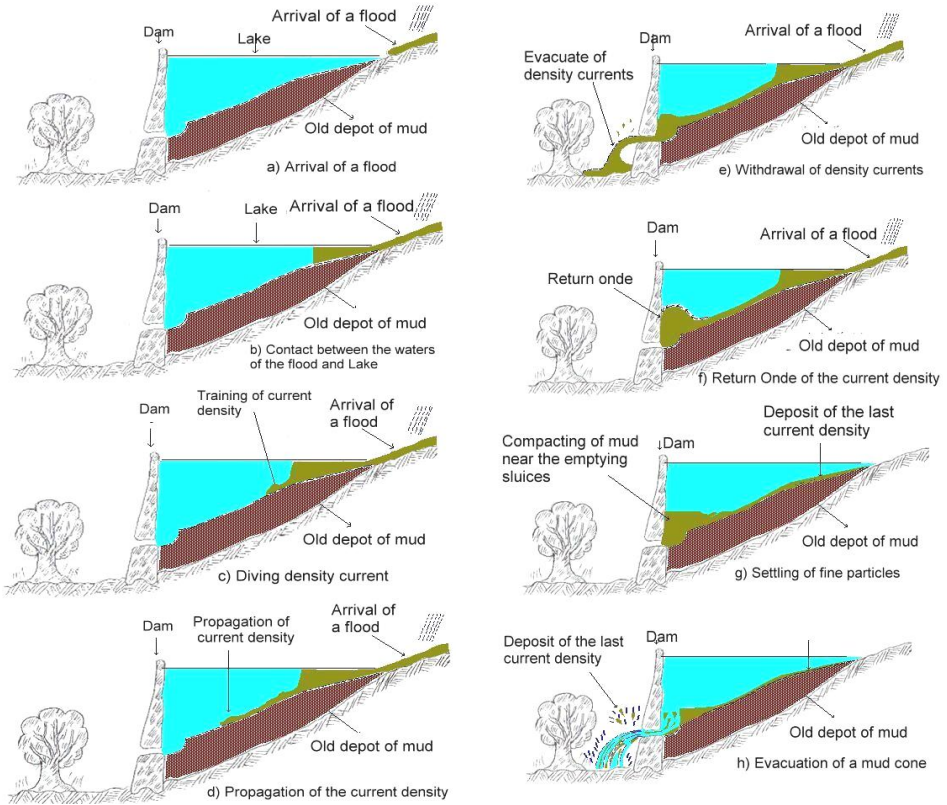 Arrival of a flood
Dam
Lake
Old depot of mud
a) Arrival of a flood
Dam
Lake
Arrival of a flood
Old depot of mud
b) Contact between the waters
of the flood and Lake
Training of current
density
Dam
Arrival of
a flood
Old depot of mud
c) Diving density current
Arrival of
a flood
Propagation of
current density
Dam
Old depot of mud
d) Propagation of the current density
Dam
Arrival of a flood
Evacuate of
density currents
Old depot of mud
e) Withdrawal of density currents
Dam
Arrival of a flood
Return onde
Old depot of mud
f) Return Onde of the current density
Deposit of the last
current density
Dam
Compacting of mud
near the emptying
sluices
Old depot of mud
g) Settling of fine particles
Dam
Deposit of the last
current density
Old depot of mud
h) Evacuation of a mud cone